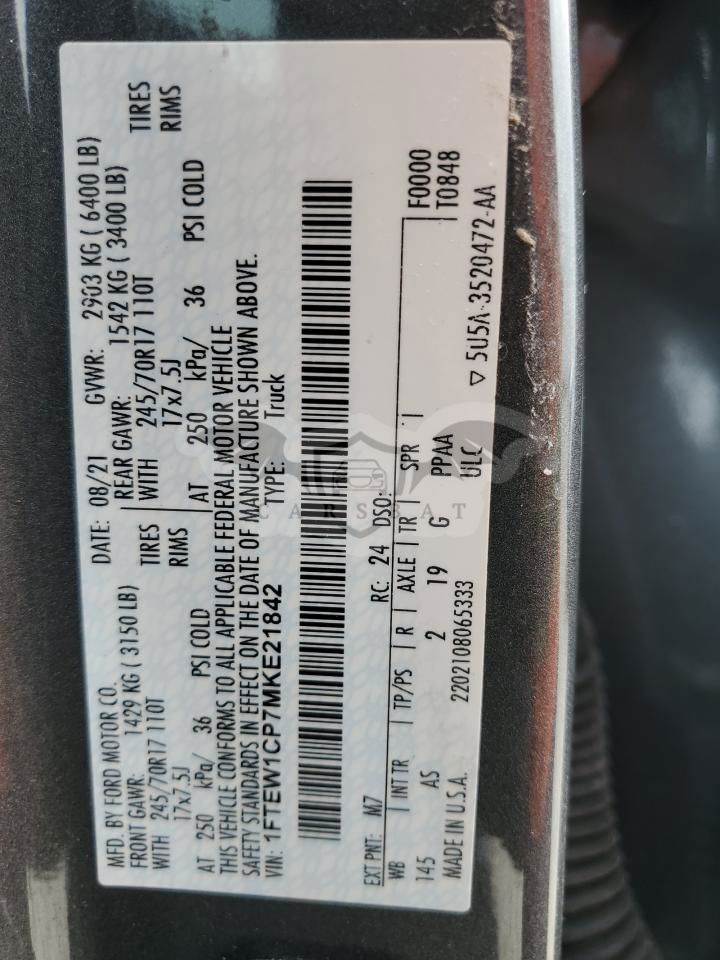 MFD. BY FORD MOTOR CO.
DATE: 08/21 GVWR: 2903 KG ( 6400 LB)
FRONT GAWR: 1429 KG ( 3150 LB) REAR GAWR: 1542 KG ( 3400 LB)
WITH 245/70R17 110T TIRES WITH 245/70R17 110T TIRES
17x7.5J RIMS 17x7.5J RIMS
AT 250 kPa/ 36 PSI COLD AT 250 kPa/ 36 PSI COLD
THIS VEHICLE CONFORMS TO ALL APPLICABLE FEDERAL MOTOR VEHICLE
SAFETY STANDARDS IN EFFECT ON THE DATE OF MANUFACTURE SHOWN ABOVE.
VIN: 1FTEW1CP7MKE21842 TYPE: Truck
EXT PNT: M7 RC: 24 DSO: F0000
WB INT TR TP/PS R AXLE TR SPR T0848
145 AS 2 19 G PPAA
ULC
MADE IN U.S.A. 2202108065333 ▽ 5U5A-3520472-AA
CARSBAT